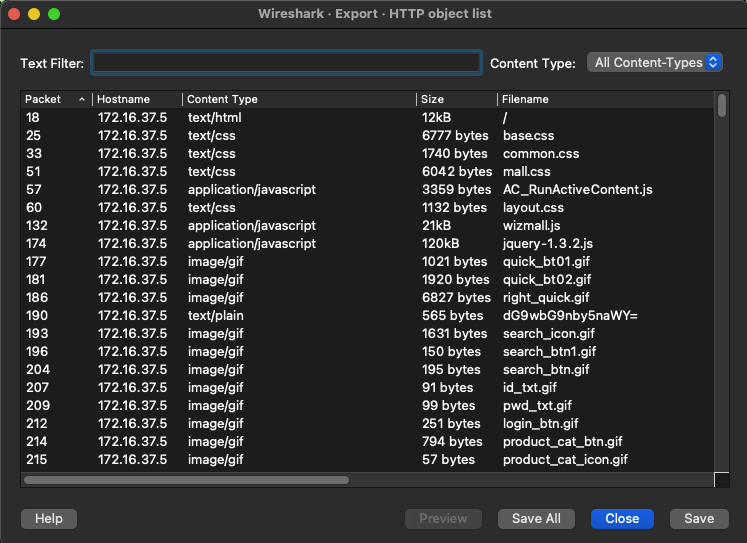 Wireshark · Export · HTTP object list
Text Filter: Content Type: All Content-Types
Packet Hostname Content Type Size Filename
18 172.16.37.5 text/html 12kB /
25 172.16.37.5 text/css 6777 bytes base.css
33 172.16.37.5 text/css 1740 bytes common.css
51 172.16.37.5 text/css 6042 bytes mall.css
57 172.16.37.5 application/javascript 3359 bytes AC_RunActiveContent.js
60 172.16.37.5 text/css 1132 bytes layout.css
132 172.16.37.5 application/javascript 21kB wizmall.js
174 172.16.37.5 application/javascript 120kB jquery-1.3.2.js
177 172.16.37.5 image/gif 1021 bytes quick_bt01.gif
181 172.16.37.5 image/gif 1920 bytes quick_bt02.gif
186 172.16.37.5 image/gif 6827 bytes right_quick.gif
190 172.16.37.5 text/plain 565 bytes dG9wbG9nby5naWY=
193 172.16.37.5 image/gif 1631 bytes search_icon.gif
196 172.16.37.5 image/gif 150 bytes search_btn1.gif
204 172.16.37.5 image/gif 195 bytes search_btn.gif
207 172.16.37.5 image/gif 91 bytes id_txt.gif
209 172.16.37.5 image/gif 99 bytes pwd_txt.gif
212 172.16.37.5 image/gif 251 bytes login_btn.gif
214 172.16.37.5 image/gif 794 bytes product_cat_btn.gif
215 172.16.37.5 image/gif 57 bytes product_cat_icon.gif
Help Preview Save All Close Save